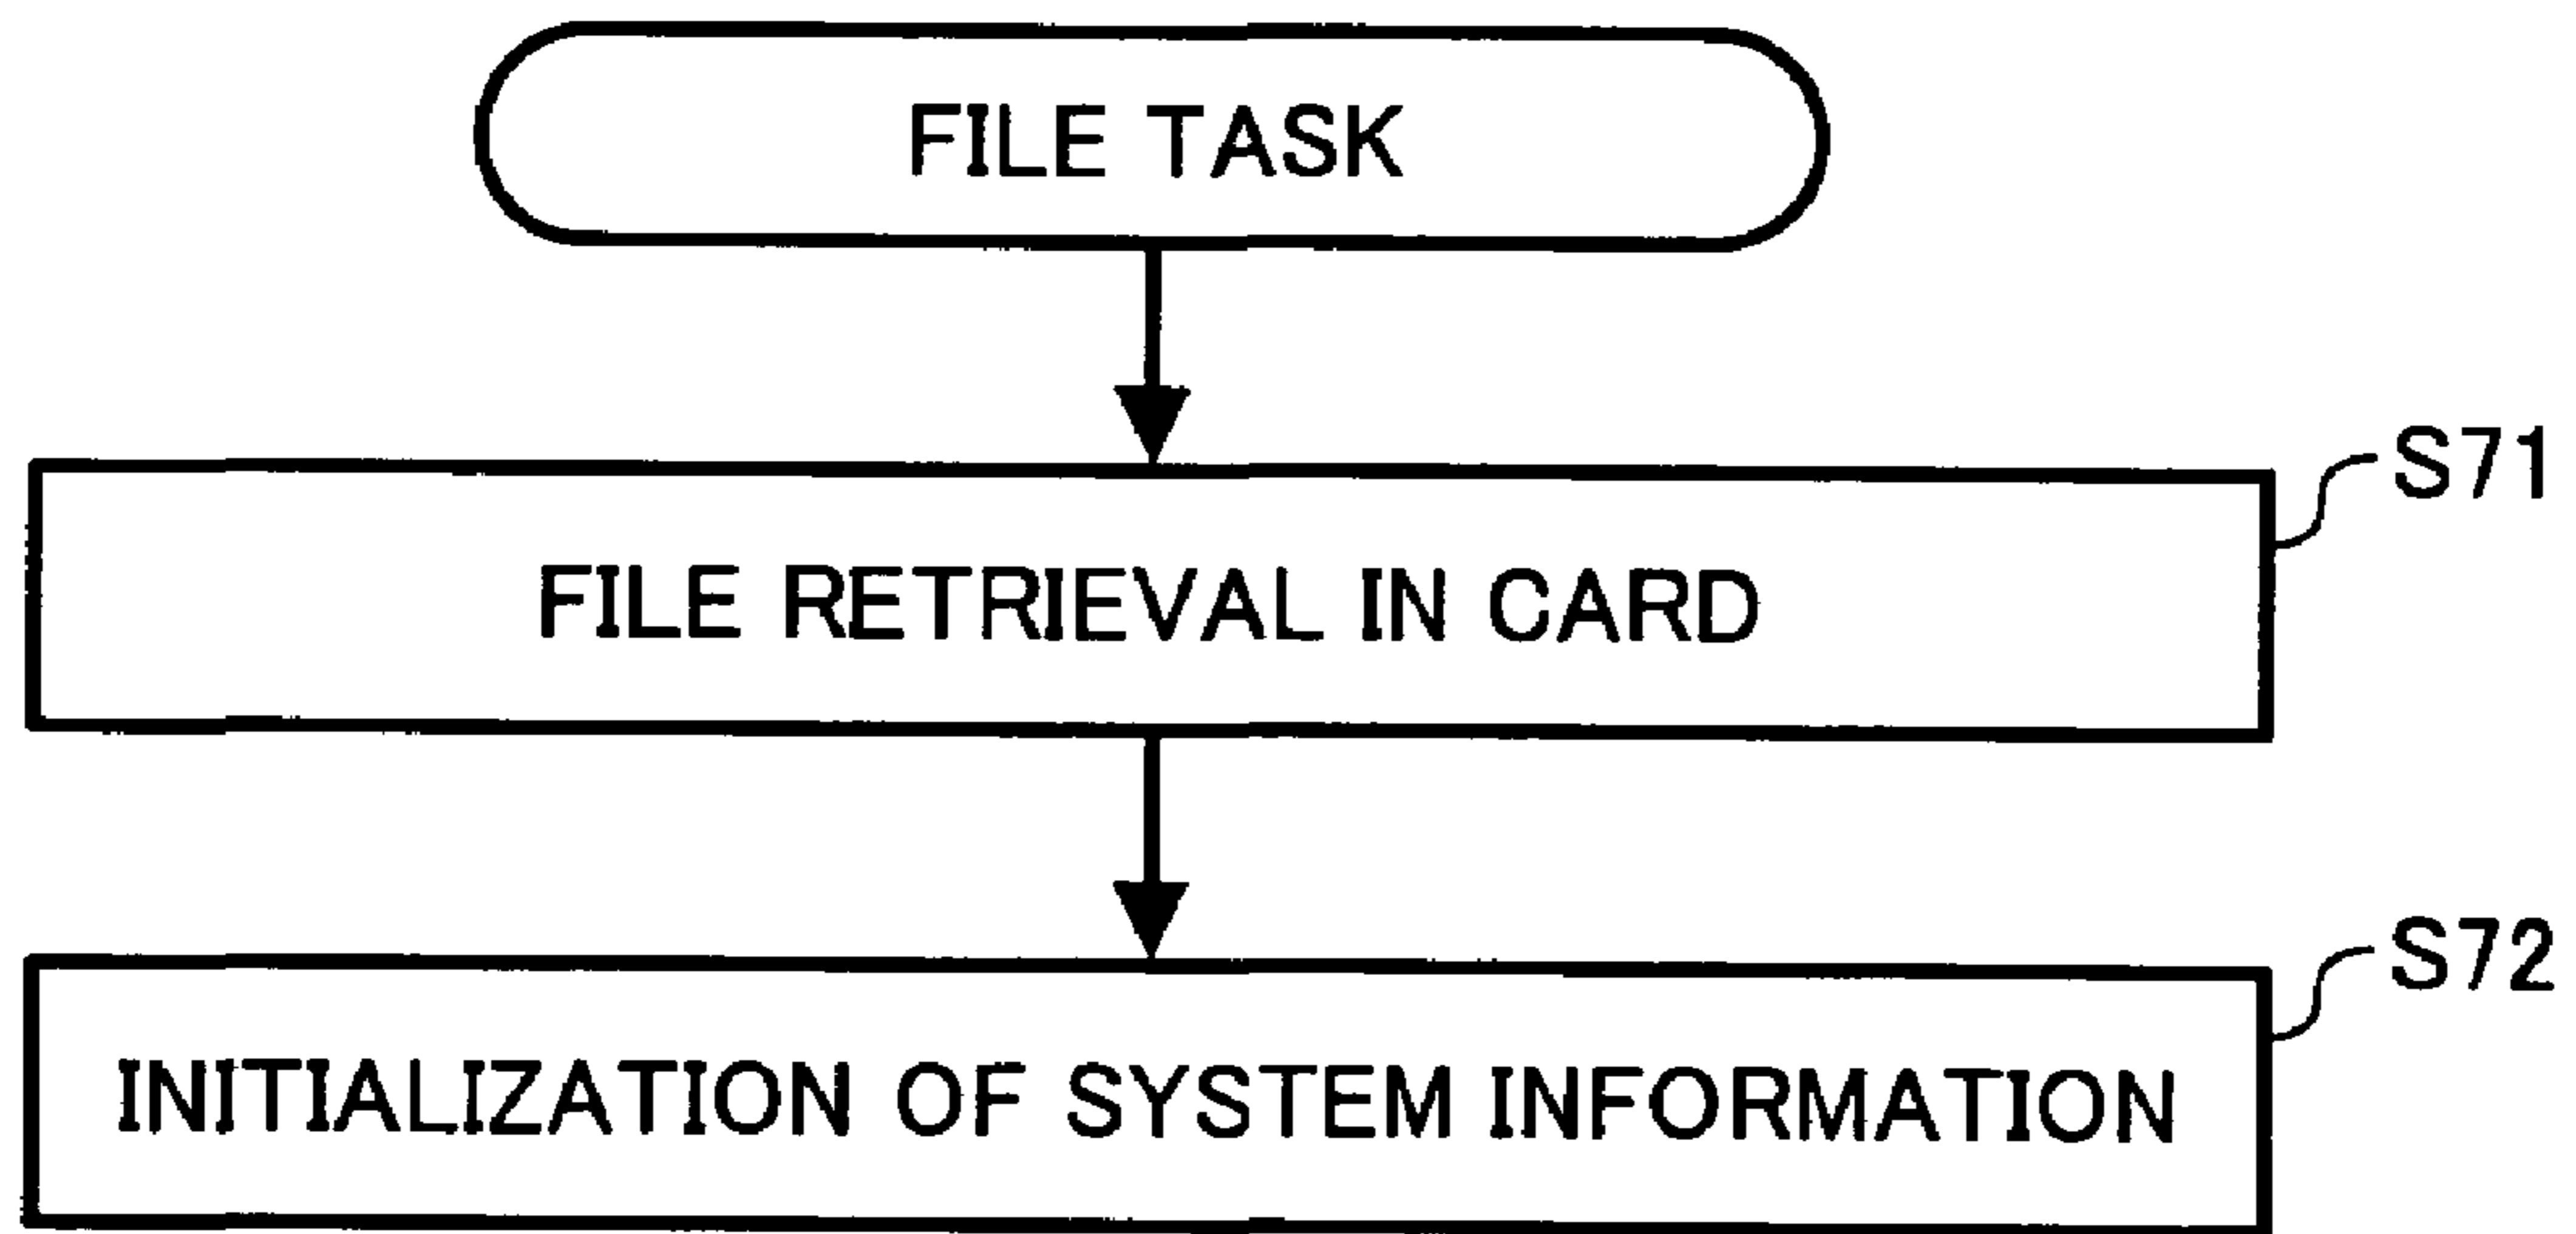 FILE TASK
S71
FILE RETRIEVAL IN CARD
S72
INITIALIZATION OF SYSTEM INFORMATION